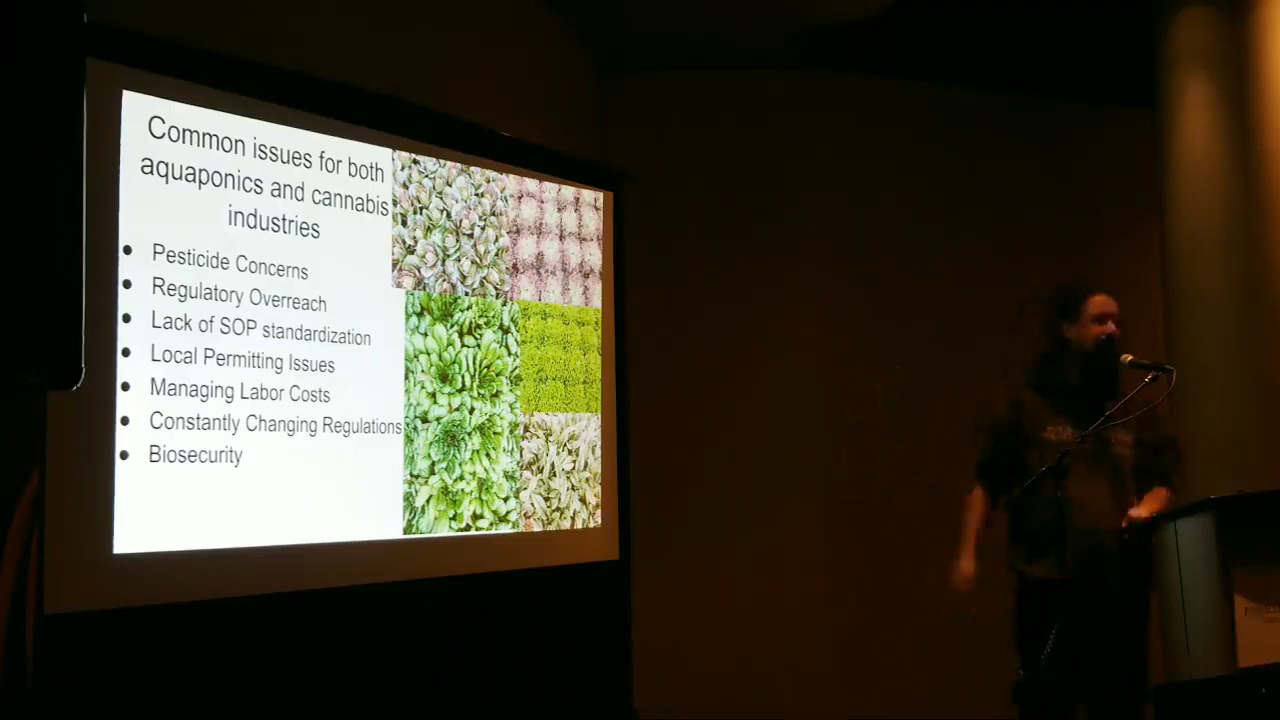 Common issues for both
aquaponics and cannabis
industries
• Pesticide Concerns
• Regulatory Overreach
• Lack of SOP standardization
• Local Permitting Issues
• Managing Labor Costs
• Constantly Changing Regulations
• Biosecurity